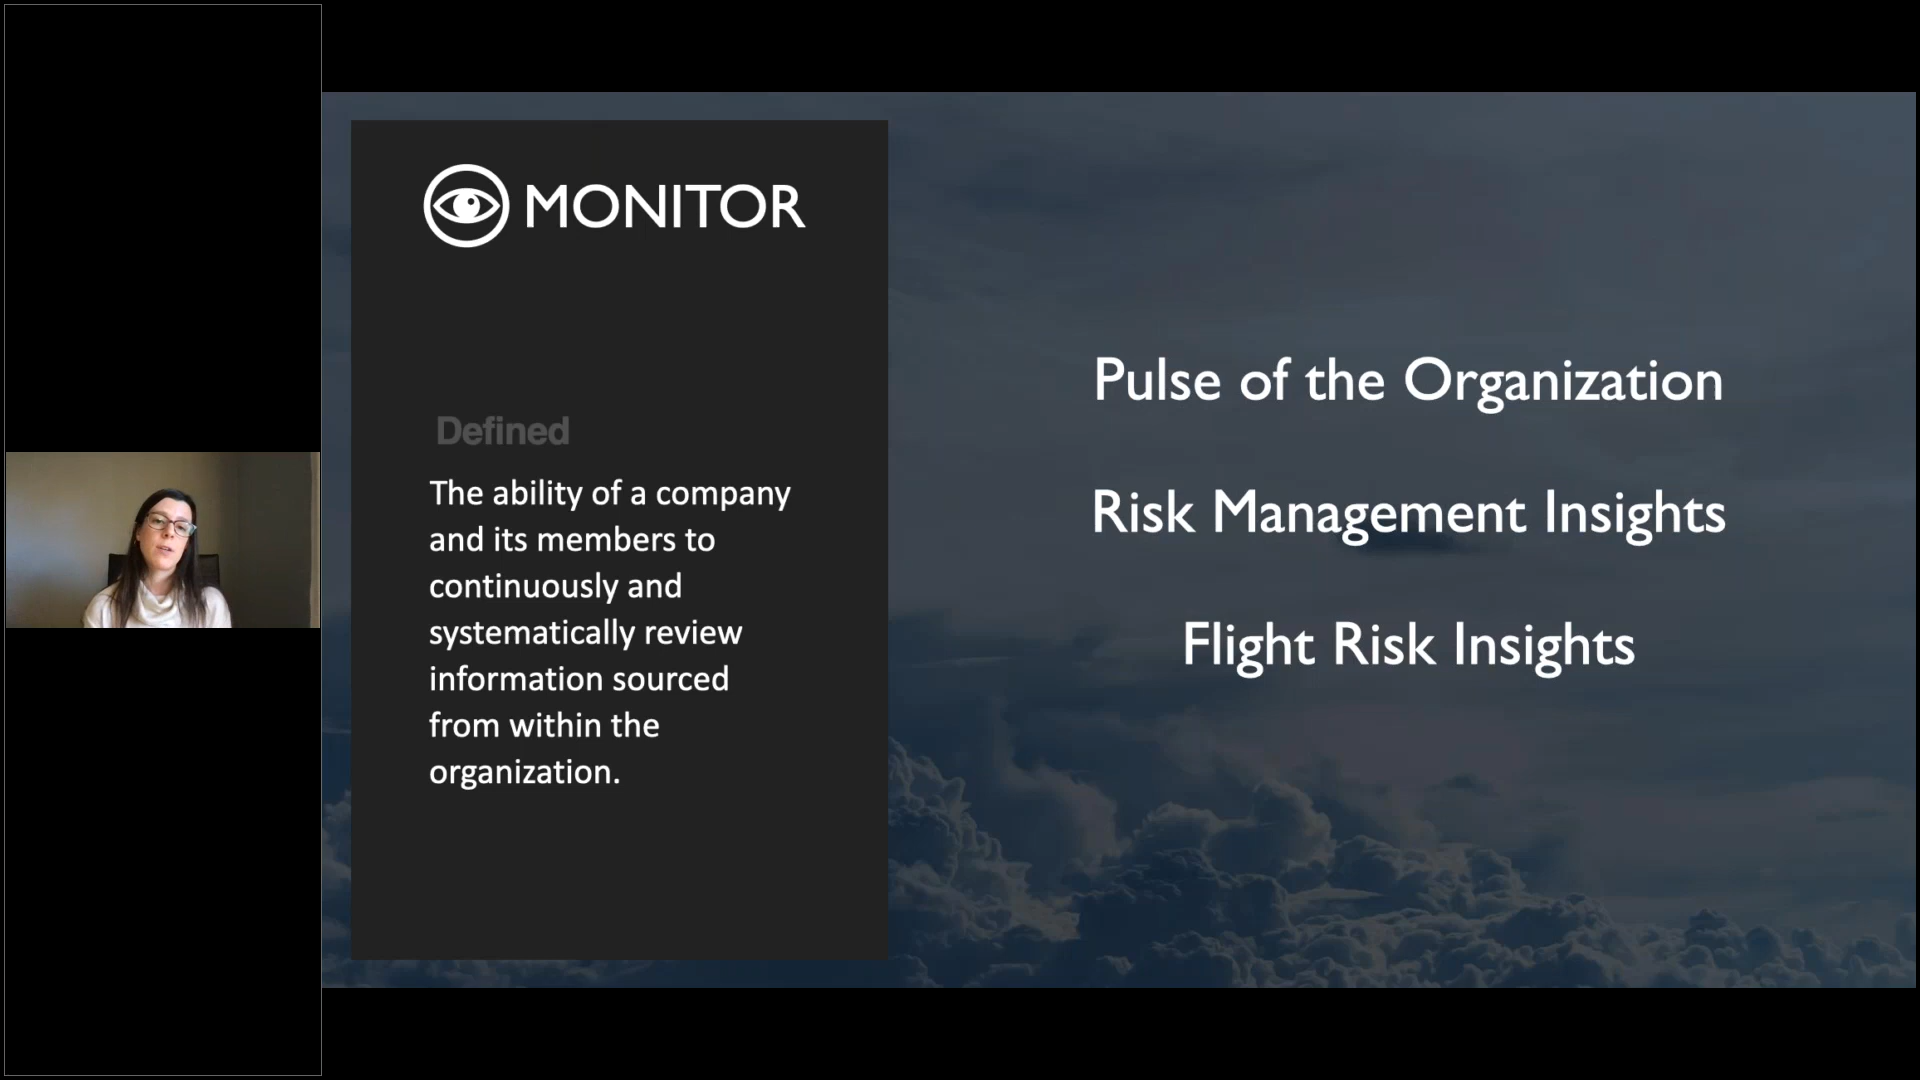 MONITOR
Defined
The ability of a company
and its members to
continuously and
systematically review
information sourced
from within the
organization.
Pulse of the Organization
Risk Management Insights
Flight Risk Insights